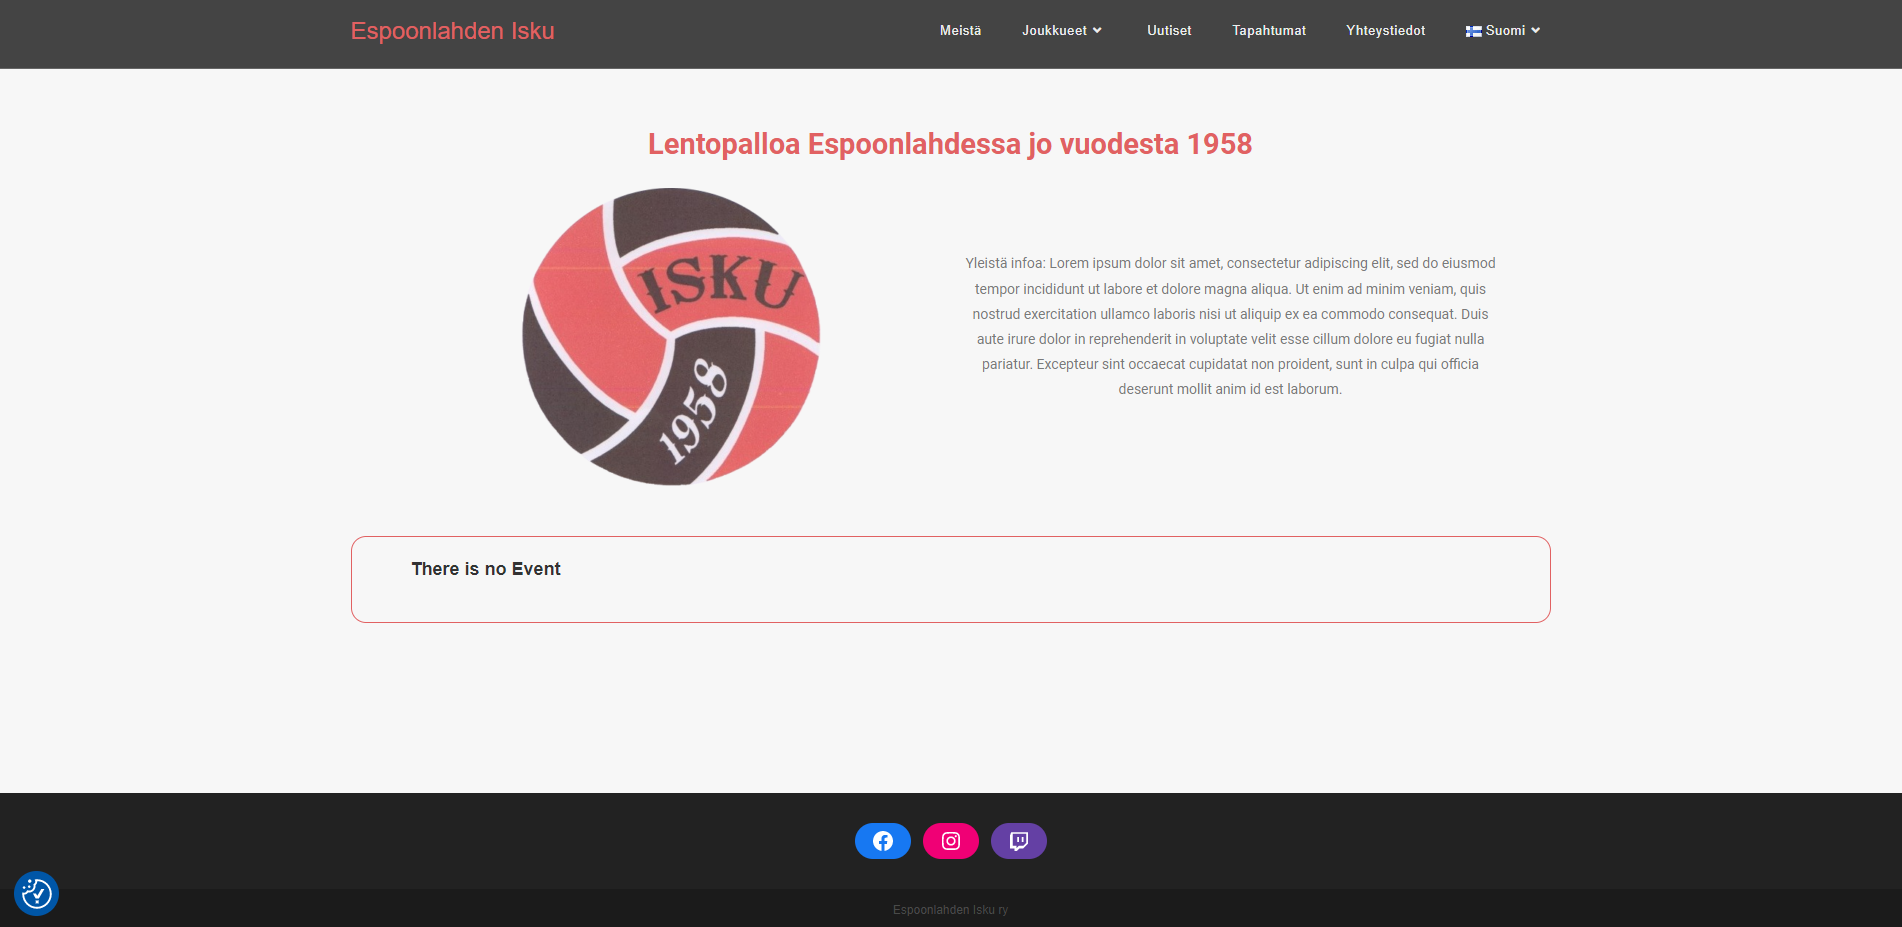 Espoonlahden Isku
Meistä
Joukkueet
Uutiset
Tapahtumat
Yhteystiedot
Suomi
Lentopalloa Espoonlahdessa jo vuodesta 1958
ISKU
1958
Yleistä infoa: Lorem ipsum dolor sit amet, consectetur adipiscing elit, sed do eiusmod
tempor incididunt ut labore et dolore magna aliqua. Ut enim ad minim veniam, quis
nostrud exercitation ullamco laboris nisi ut aliquip ex ea commodo consequat. Duis
aute irure dolor in reprehenderit in voluptate velit esse cillum dolore eu fugiat nulla
pariatur. Excepteur sint occaecat cupidatat non proident, sunt in culpa qui officia
deserunt mollit anim id est laborum.
There is no Event
Espoonlahden Isku ry